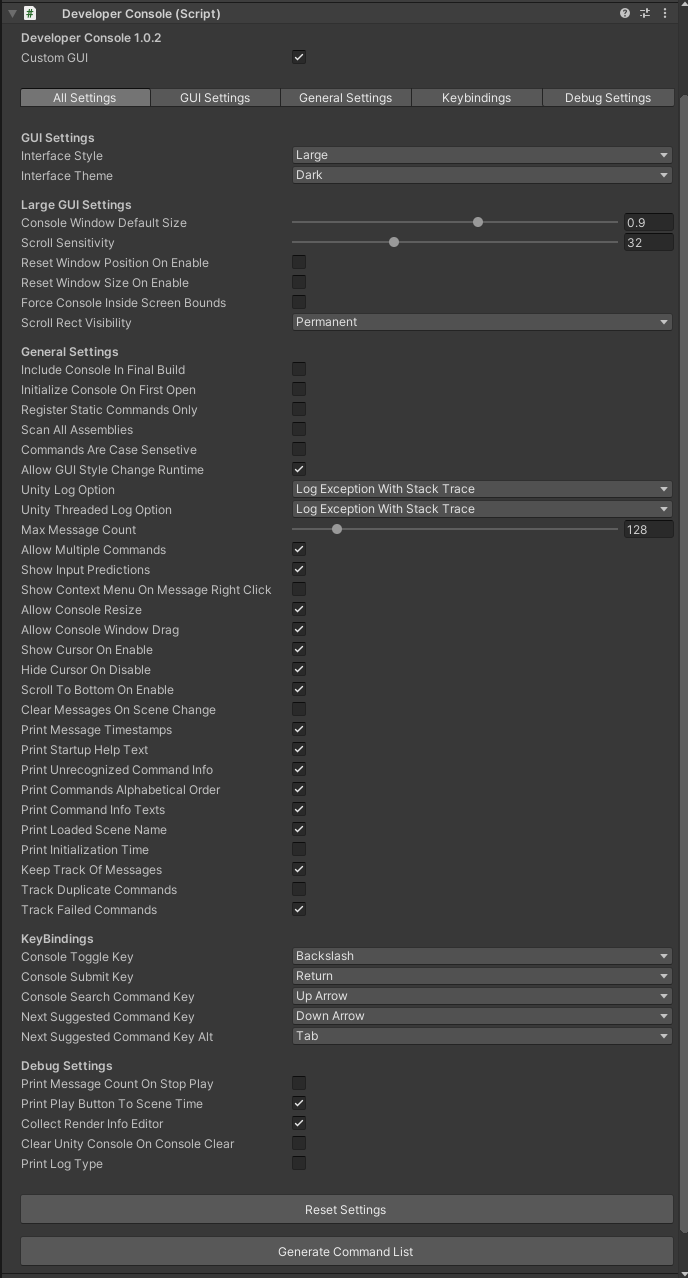 Developer Console (Script)
Developer Console 1.0.2
Custom GUI
All Settings GUI Settings General Settings Keybindings Debug Settings
GUI Settings
Interface Style Large
Interface Theme Dark
Large GUI Settings
Console Window Default Size 0.9
Scroll Sensitivity 32
Reset Window Position On Enable
Reset Window Size On Enable
Force Console Inside Screen Bounds
Scroll Rect Visibility Permanent
General Settings
Include Console In Final Build
Initialize Console On First Open
Register Static Commands Only
Scan All Assemblies
Commands Are Case Sensetive
Allow GUI Style Change Runtime
Unity Log Option Log Exception With Stack Trace
Unity Threaded Log Option Log Exception With Stack Trace
Max Message Count 128
Allow Multiple Commands
Show Input Predictions
Show Context Menu On Message Right Click
Allow Console Resize
Allow Console Window Drag
Show Cursor On Enable
Hide Cursor On Disable
Scroll To Bottom On Enable
Clear Messages On Scene Change
Print Message Timestamps
Print Startup Help Text
Print Unrecognized Command Info
Print Commands Alphabetical Order
Print Command Info Texts
Print Loaded Scene Name
Print Initialization Time
Keep Track Of Messages
Track Duplicate Commands
Track Failed Commands
KeyBindings
Console Toggle Key Backslash
Console Submit Key Return
Console Search Command Key Up Arrow
Next Suggested Command Key Down Arrow
Next Suggested Command Key Alt Tab
Debug Settings
Print Message Count On Stop Play
Print Play Button To Scene Time
Collect Render Info Editor
Clear Unity Console On Console Clear
Print Log Type
Reset Settings
Generate Command List